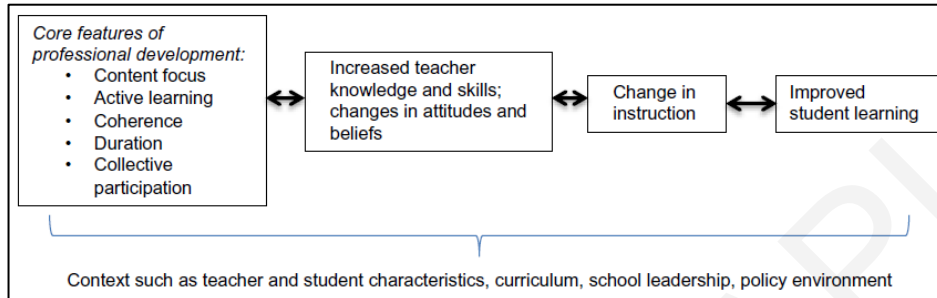 Core features of
professional development:
• Content focus
• Active learning
• Coherence
• Duration
• Collective
participation
Increased teacher
knowledge and skills;
changes in attitudes and
beliefs
Change in
instruction
Improved
student learning
Context such as teacher and student characteristics, curriculum, school leadership, policy environment